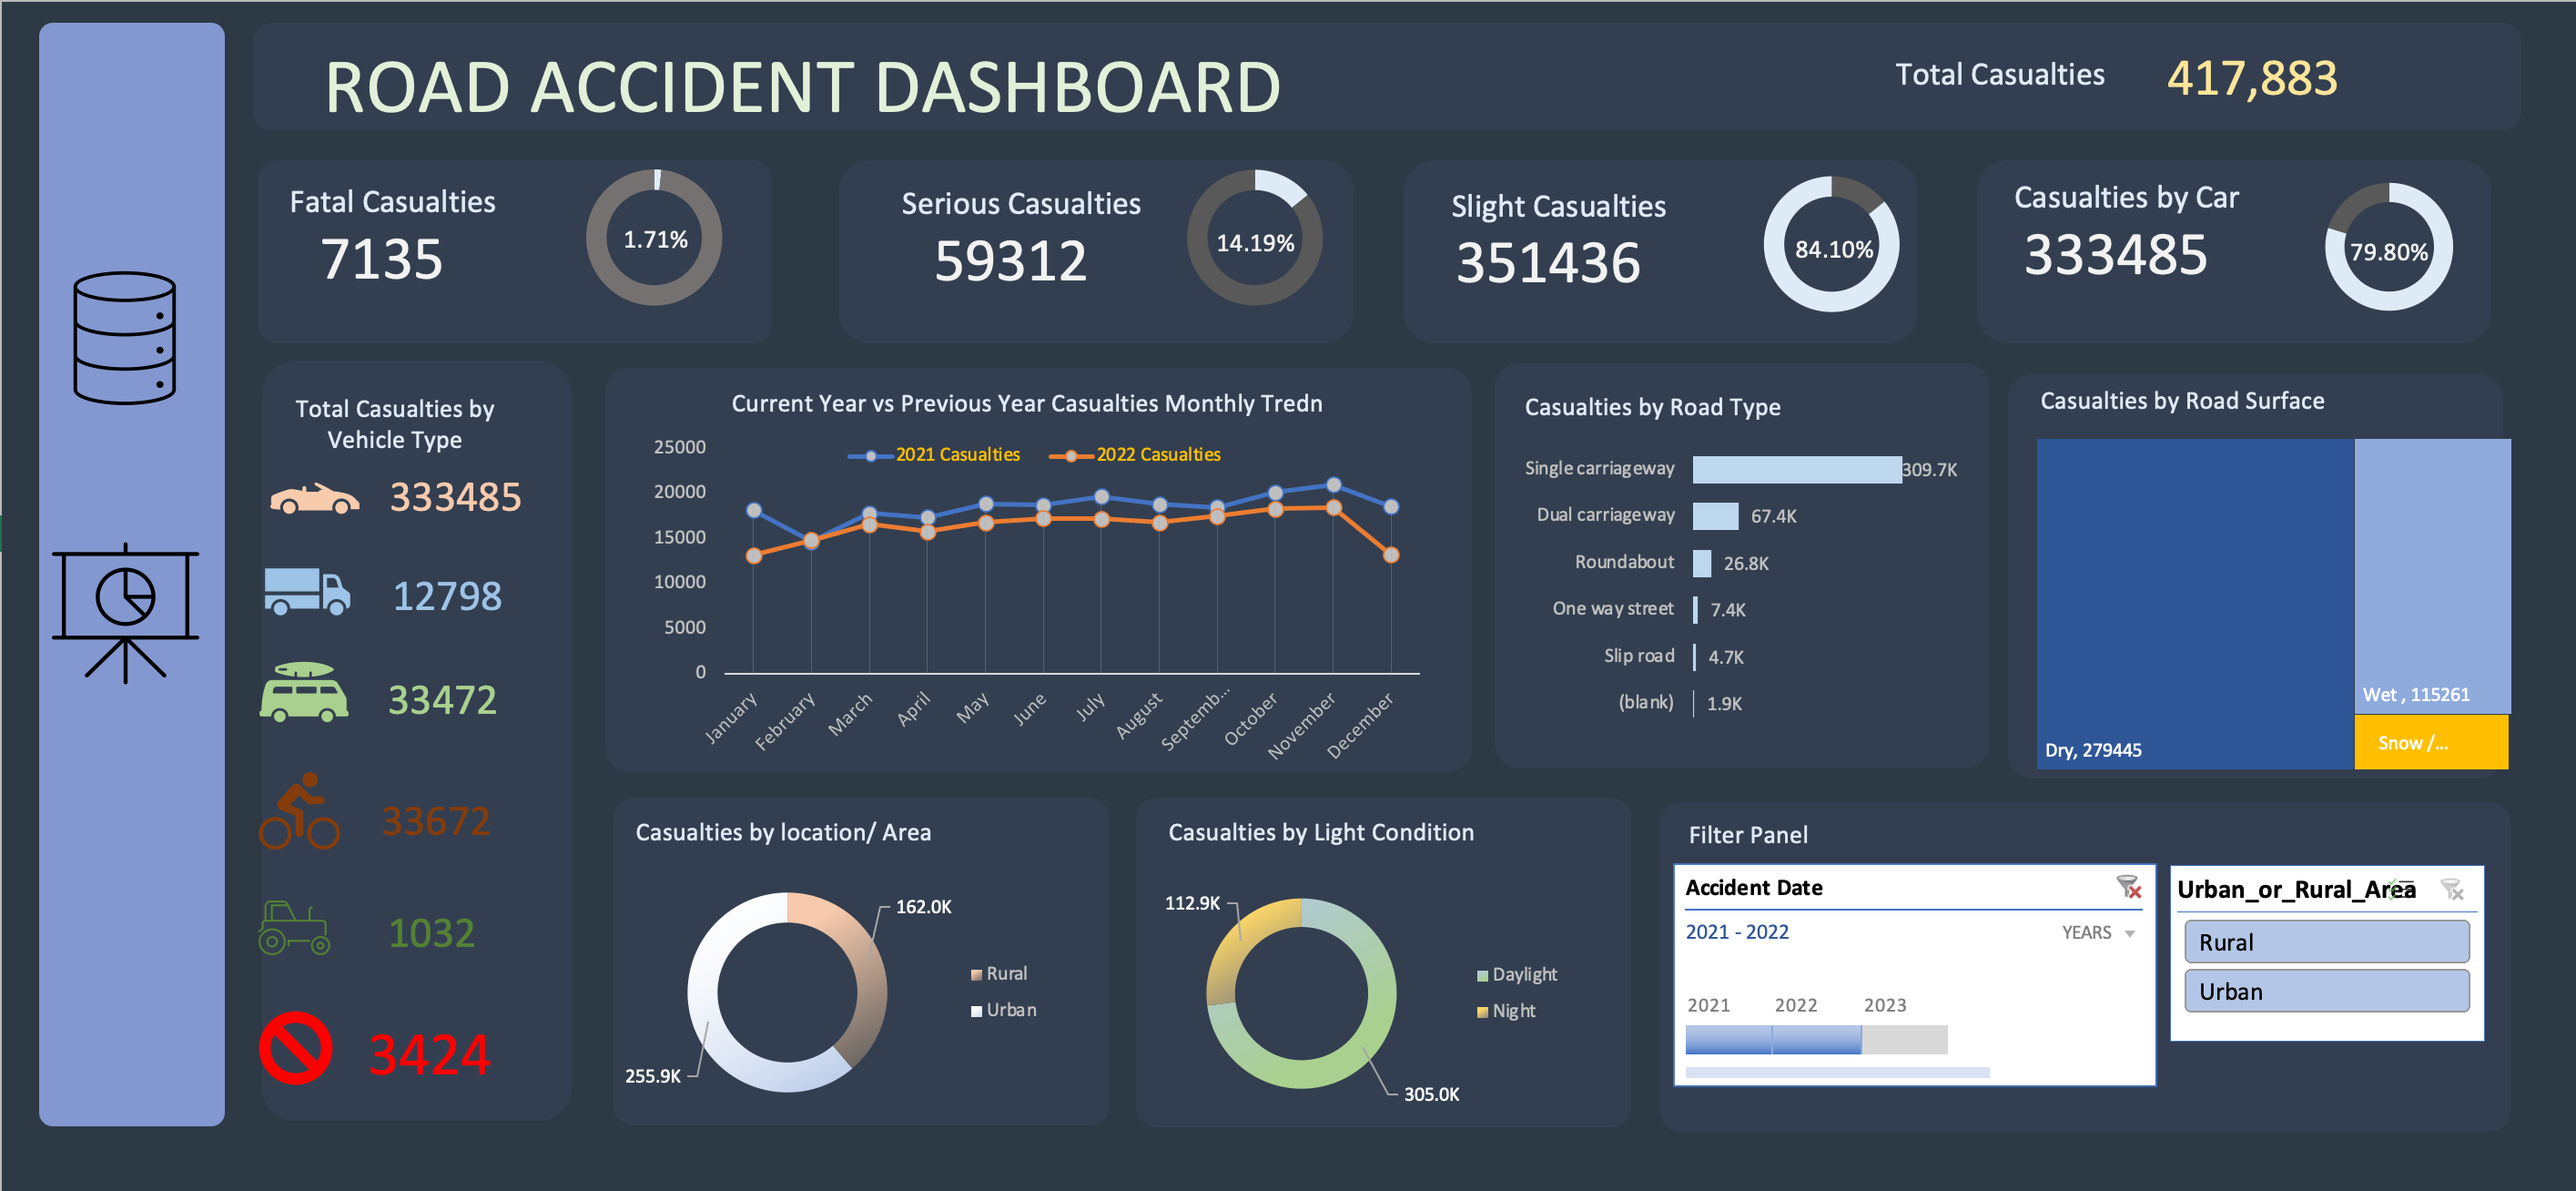 ROAD ACCIDENT DASHBOARD
Total Casualties
417,883
Fatal Casualties
7135
1.71%
Serious Casualties
59312
14.19%
Slight Casualties
351436
84.10%
Casualties by Car
333485
79.80%
Total Casualties by
Vehicle Type
333485
12798
33472
33672
1032
3424
Current Year vs Previous Year Casualties Monthly Tredn
2021 Casualties
2022 Casualties
25000
20000
15000
10000
5000
0
January
February
March
April
May
June
July
August
Septemb...
October
November
December
Casualties by Road Type
Single carriageway
309.7K
Dual carriageway
67.4K
Roundabout
26.8K
One way street
7.4K
Slip road
4.7K
(blank)
1.9K
Casualties by Road Surface
Dry, 279445
Wet , 115261
Snow /...
Casualties by location/ Area
162.0K
255.9K
Rural
Urban
Casualties by Light Condition
112.9K
305.0K
Daylight
Night
Filter Panel
Accident Date
2021 - 2022
YEARS
2021
2022
2023
Urban_or_Rural_Area
Rural
Urban